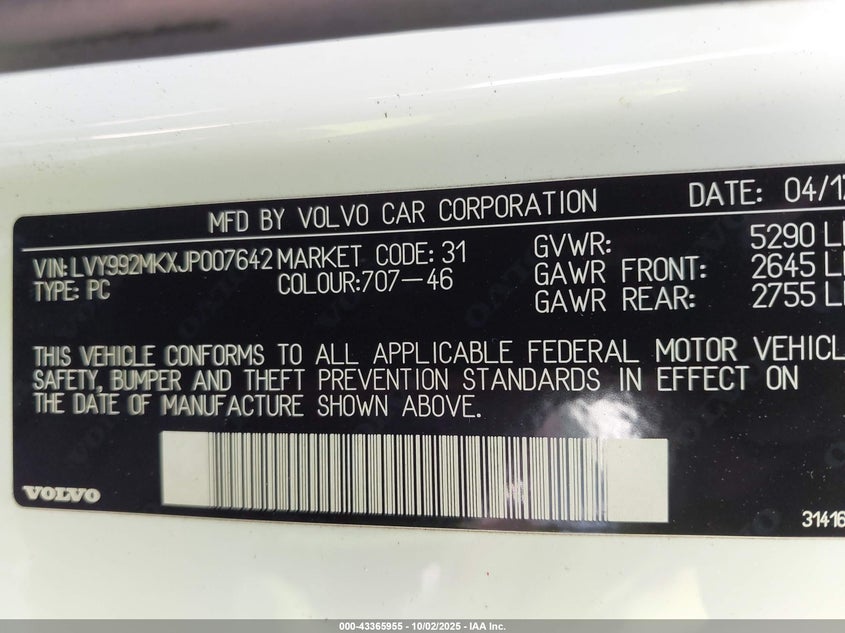 MFD BY VOLVO CAR CORPORATION DATE: 04/17
VIN: LVY992MKXJP007642 MARKET CODE: 31 GVWR: 5290 L
TYPE: PC COLOUR:707-46 GAWR FRONT: 2645 L
GAWR REAR: 2755 L
THIS VEHICLE CONFORMS TO ALL APPLICABLE FEDERAL MOTOR VEHICL
SAFETY, BUMPER AND THEFT PREVENTION STANDARDS IN EFFECT ON
THE DATE OF MANUFACTURE SHOWN ABOVE.
VOLVO
31416
000-43365955 - 10/02/2025 - IAA Inc.